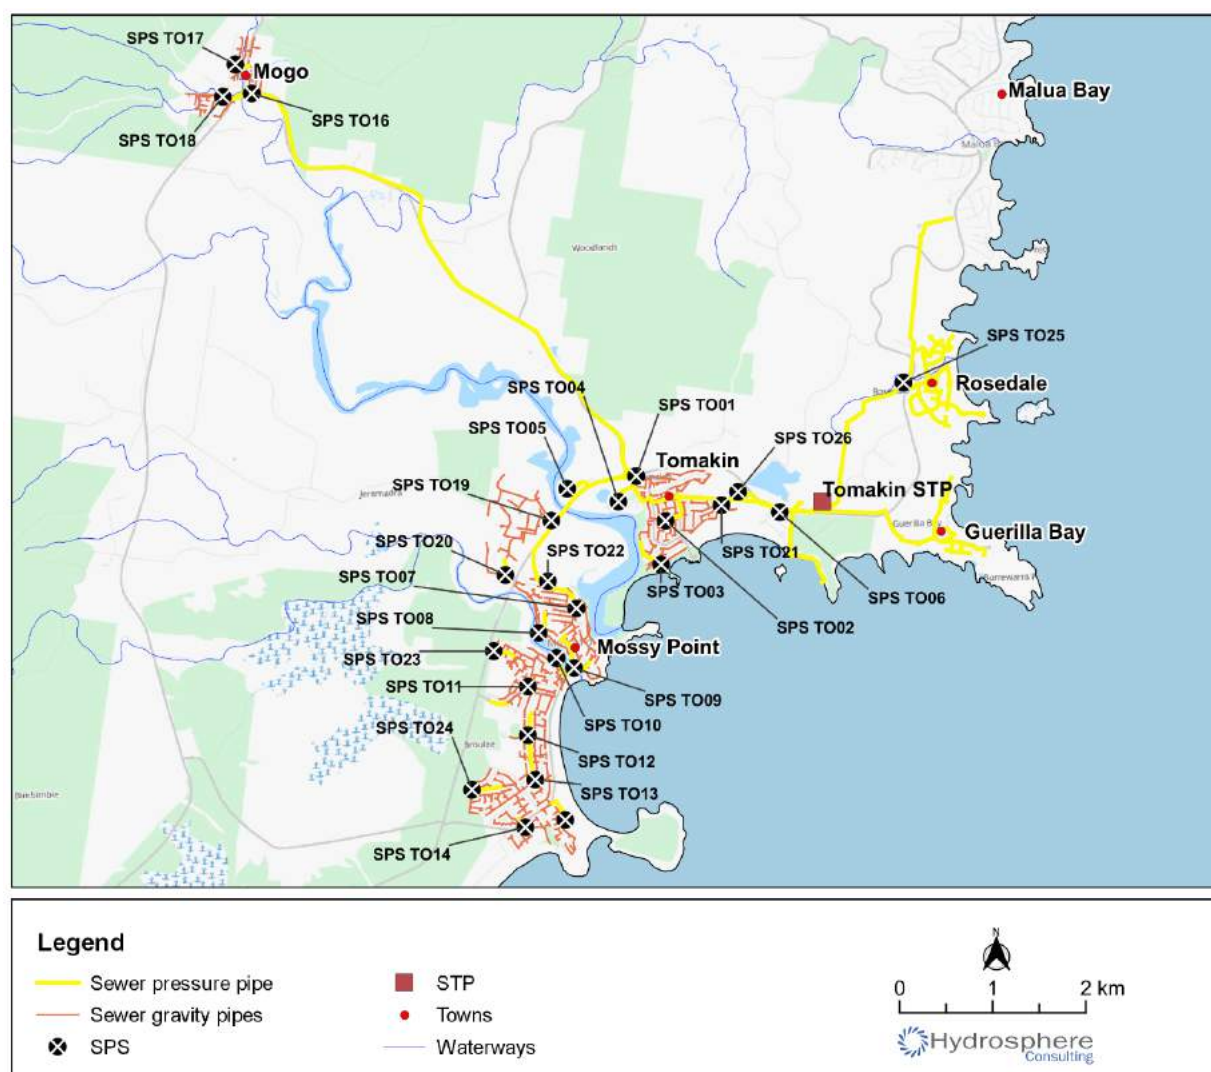 SPS TO17
Mogo
Malua Bay
SPS TO16
SPS TO18
Woodlands
SPS TO25
Rosedale
SPS TO04
SPS TO01
SPS TO05
SPS TO26
Tomakin
SPS TO19
Jeremadra
Tomakin STP
Guerilla Bay
Guerilla Bay
SPS TO20
SPS TO22
SPS TO21
SPS TO07
SPS TO03
SPS TO06
SPS TO08
SPS TO02
Mossy Point
SPS TO23
SPS TO11
SPS TO09
SPS TO10
SPS TO24
Broulee
SPS TO12
SPS TO13
SPS TO14
Legend
Sewer pressure pipe
Sewer gravity pipes
SPS
STP
Towns
Waterways
N
0 1 2 km
Hydrosphere
Consulting